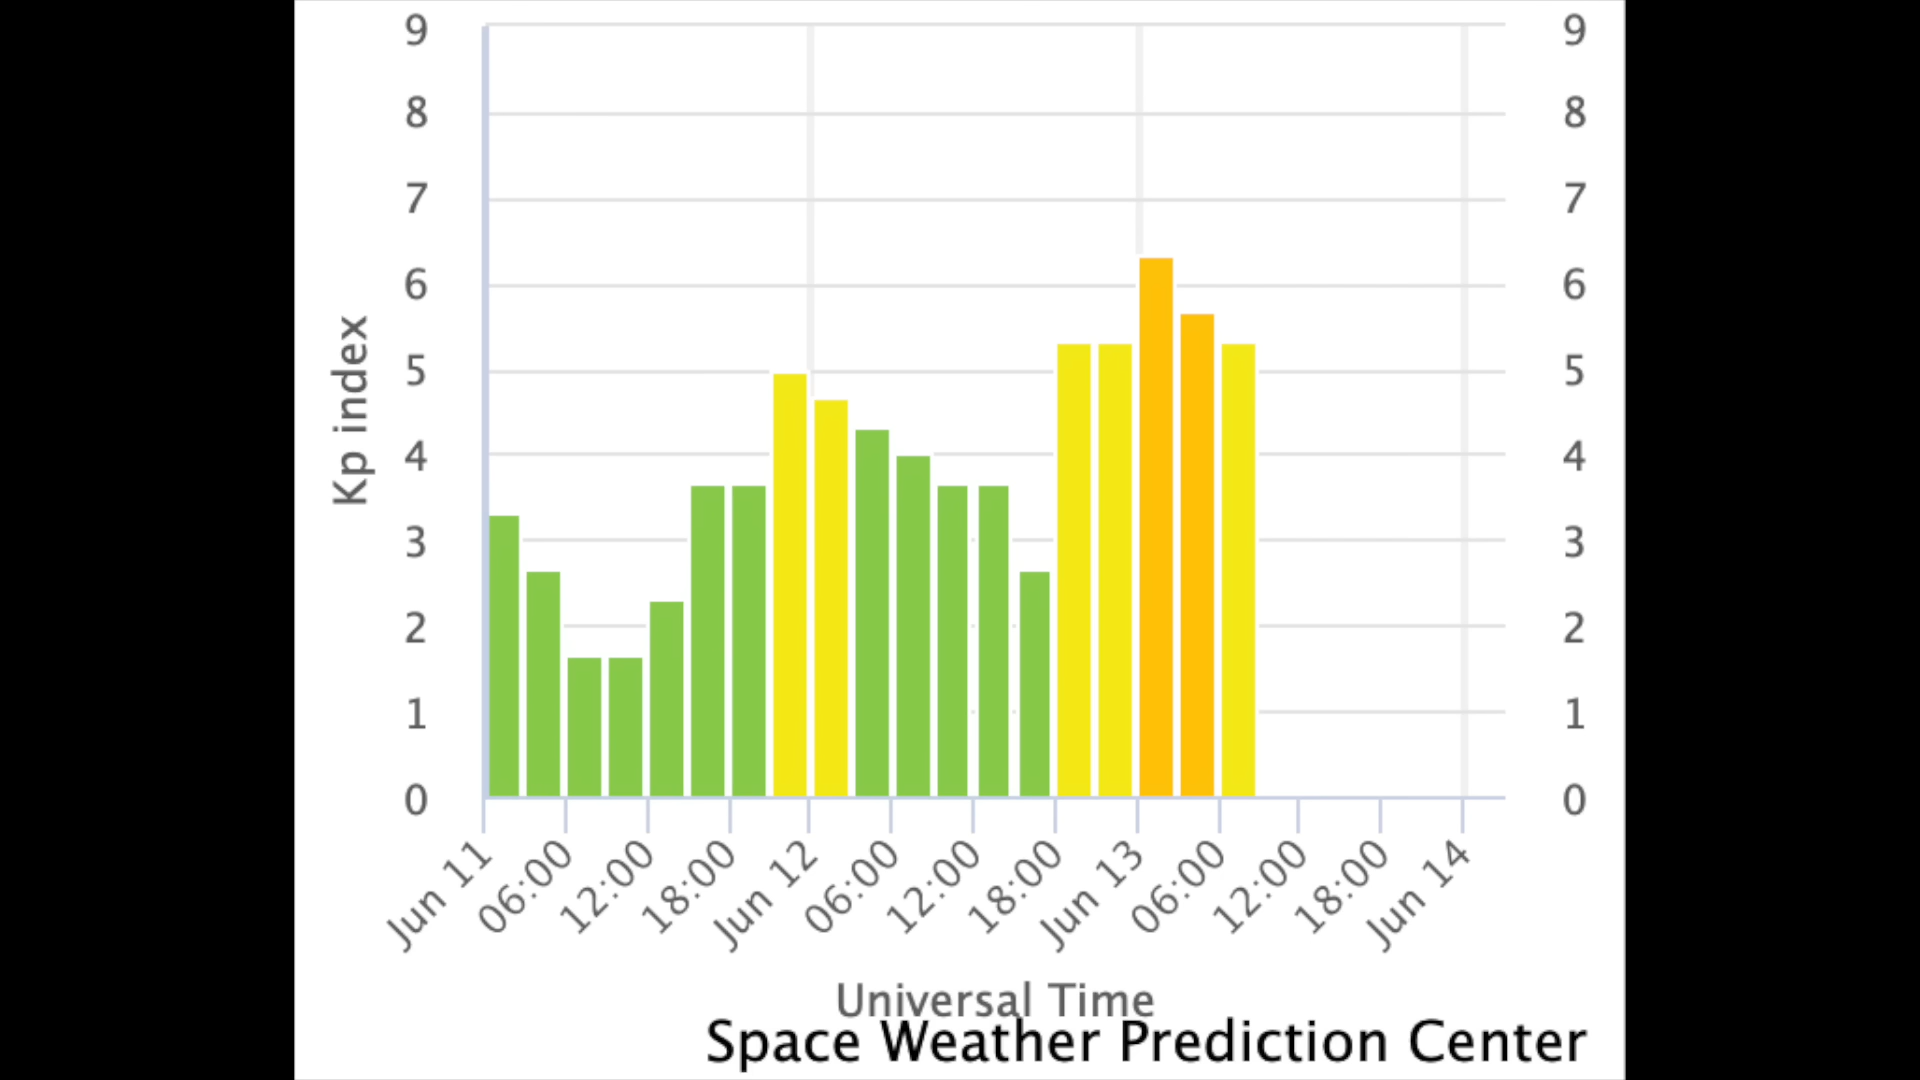 9 9
8 8
7 7
6 6
5 5
4 4
3 3
2 2
1 1
0 0
Kp index
Jun 11 06:00 12:00 18:00 Jun 12 06:00 12:00 18:00 Jun 13 06:00 12:00 18:00 Jun 14
Universal Time
Space Weather Prediction Center